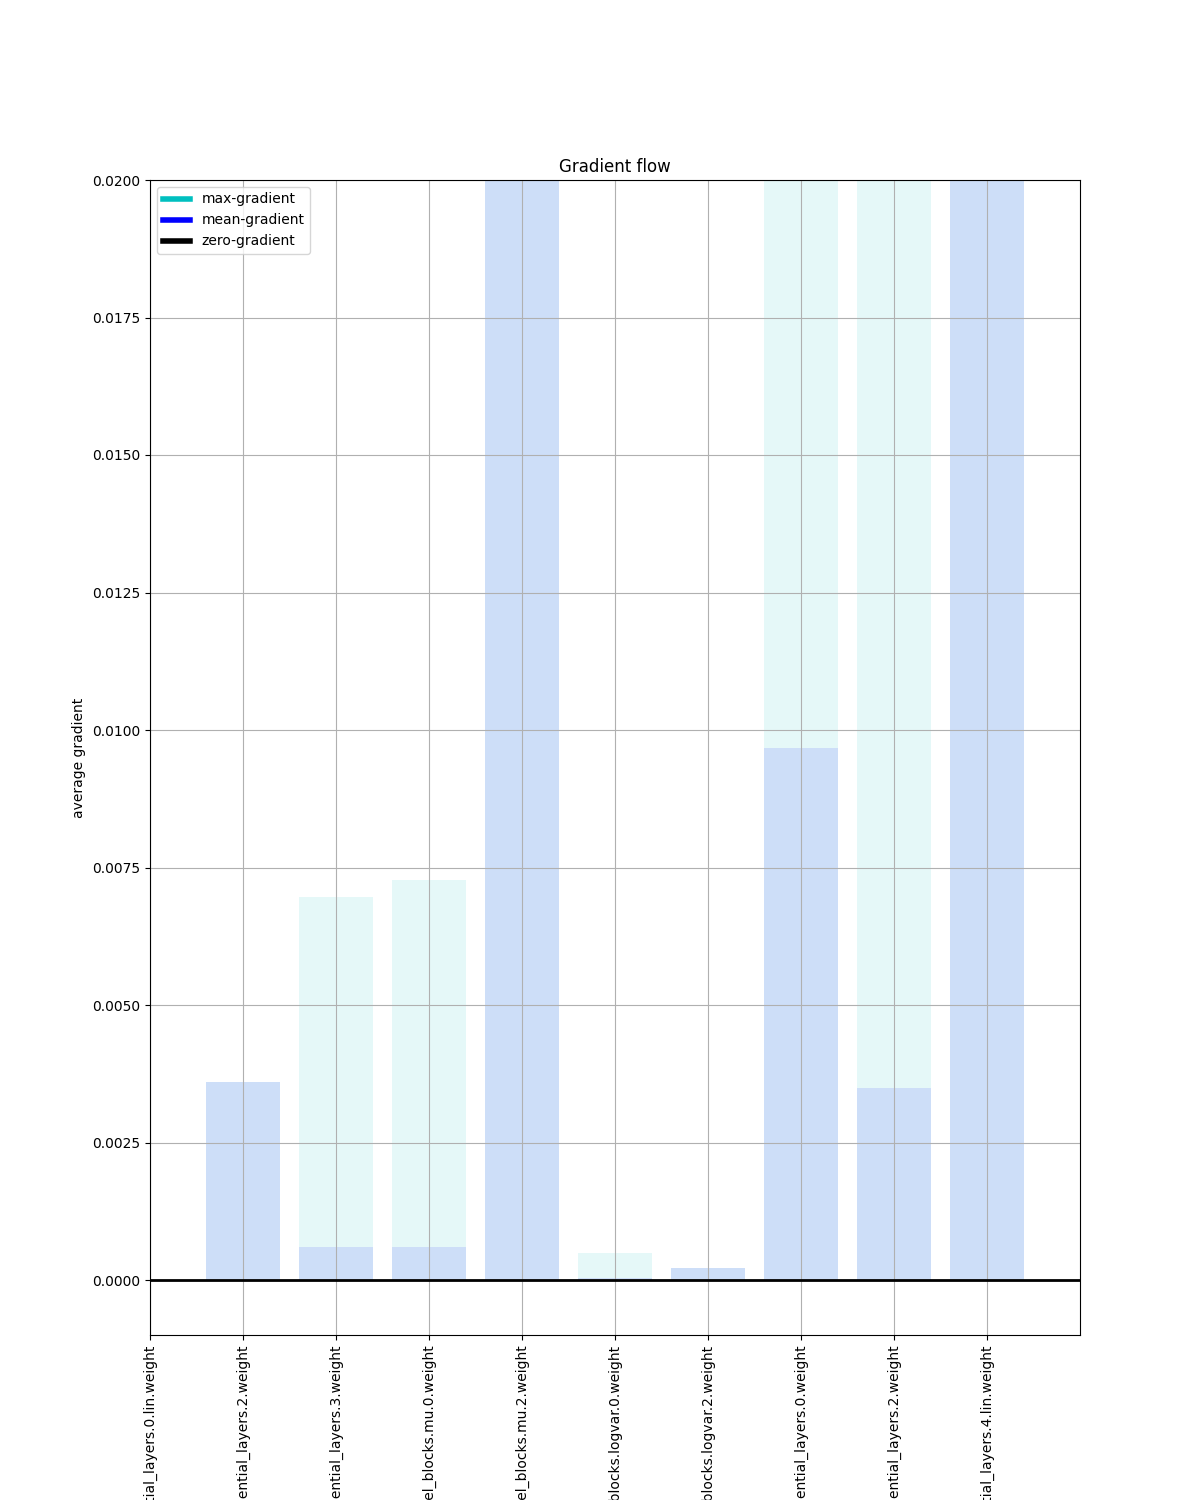 Gradient flow
max-gradient
mean-gradient
zero-gradient
average gradient
0.0200
0.0175
0.0150
0.0125
0.0100
0.0075
0.0050
0.0025
0.0000
tial_layers.0.lin.weight
ential_layers.2.weight
ential_layers.3.weight
el_blocks.mu.0.weight
el_blocks.mu.2.weight
blocks.logvar.0.weight
blocks.logvar.2.weight
ential_layers.0.weight
ential_layers.2.weight
tial_layers.4.lin.weight